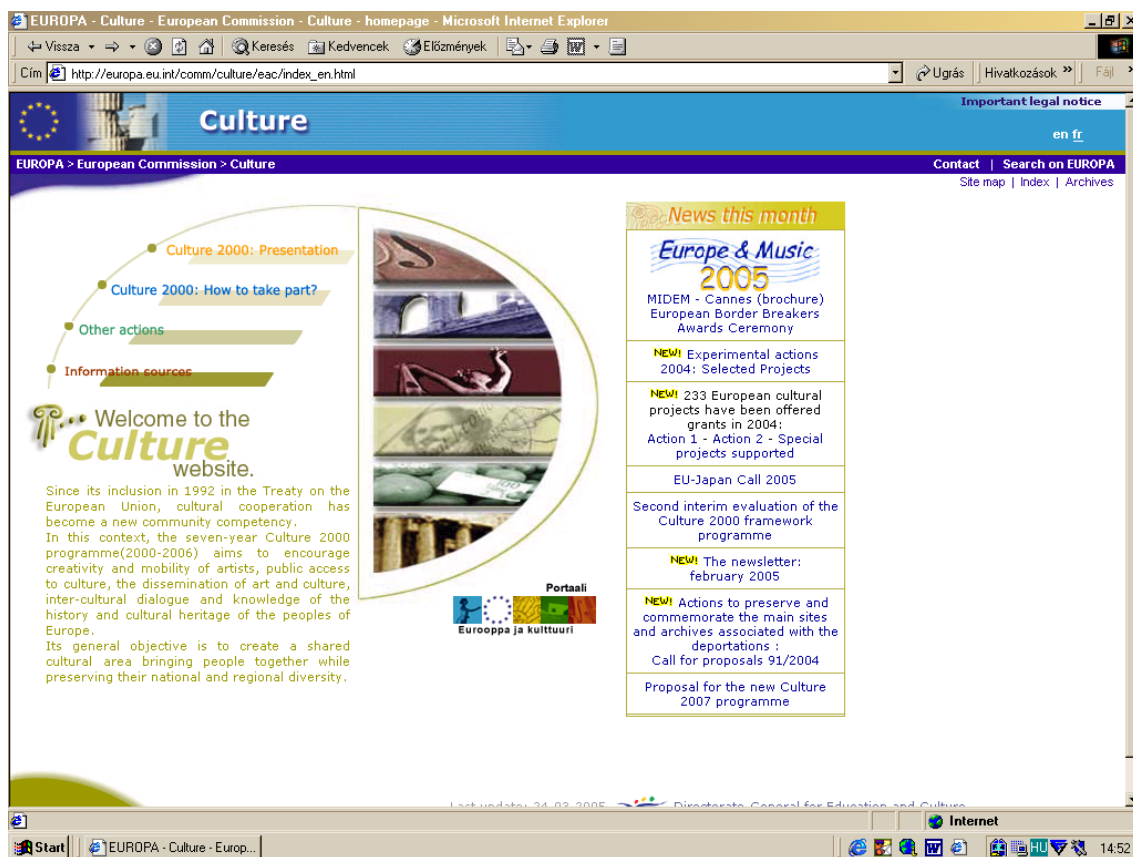 EUROPA - Culture - European Commission - Culture - homepage - Microsoft Internet Explorer
Vissza Keresés Kedvencek Előzmények
Cím http://europa.eu.int/comm/culture/eac/index_en.html Ugrás Hivatkozások » Fájl
Important legal notice
Culture
en fr
EUROPA > European Commission > Culture
Contact | Search on EUROPA
Site map | Index | Archives
Culture 2000: Presentation
Culture 2000: How to take part?
Other actions
Information sources
Welcome to the
Culture
website.
Since its inclusion in 1992 in the Treaty on the
European Union, cultural cooperation has
become a new community competency.
In this context, the seven-year Culture 2000
programme(2000-2006) aims to encourage
creativity and mobility of artists, public access
to culture, the dissemination of art and culture,
inter-cultural dialogue and knowledge of the
history and cultural heritage of the peoples of
Europe.
Its general objective is to create a shared
cultural area bringing people together while
preserving their national and regional diversity.
Portaali
Eurooppa ja kulttuuri
News this month
Europe & Music
2005
MIDEM - Cannes (brochure)
European Border Breakers
Awards Ceremony
NEW! Experimental actions
2004: Selected Projects
NEW! 233 European cultural
projects have been offered
grants in 2004:
Action 1 - Action 2 - Special
projects supported
EU-Japan Call 2005
Second interim evaluation of the
Culture 2000 framework
programme
NEW! The newsletter:
february 2005
NEW! Actions to preserve and
commemorate the main sites
and archives associated with the
deportations :
Call for proposals 91/2004
Proposal for the new Culture
2007 programme
Last update: 24-03-2005 Directorate-General for Education and Culture
Internet
Start EUROPA - Culture - Europ... HU 14:52